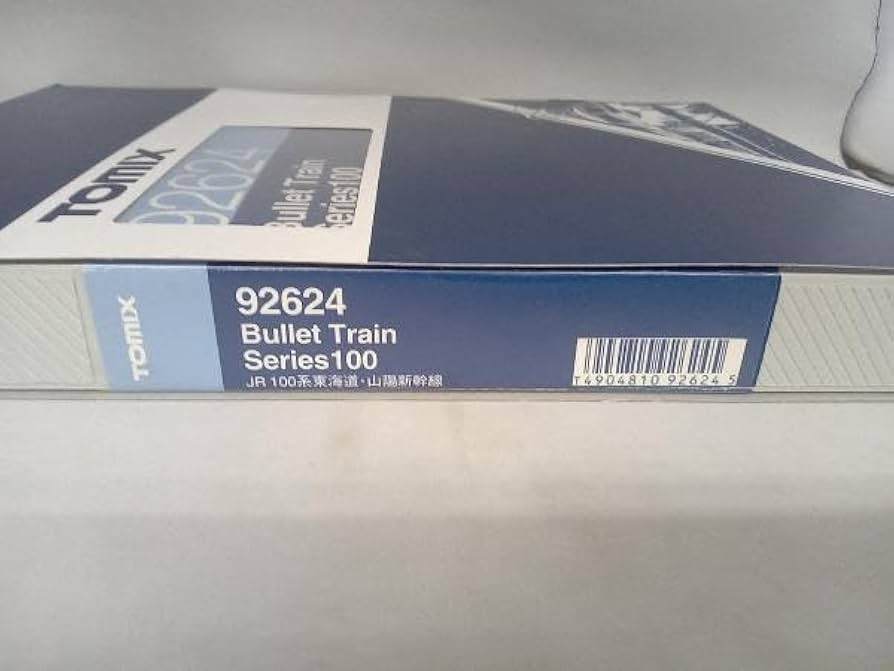 TOMIX
92624
Bullet Train
Series100
TOMIX
92624
Bullet Train
Series100
JR 100系東海道・山陽新幹線
T4904810 92624 5